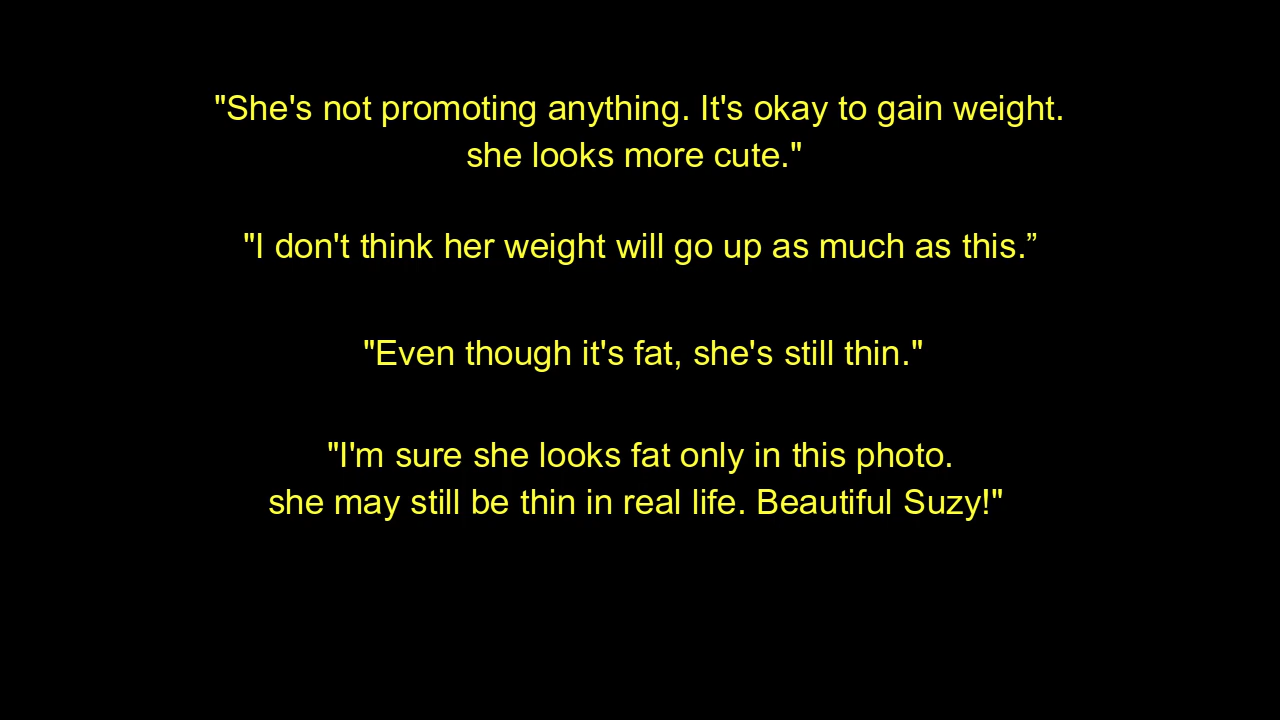 "She's not promoting anything. It's okay to gain weight.
she looks more cute."
"I don't think her weight will go up as much as this.”
"Even though it's fat, she's still thin."
"I'm sure she looks fat only in this photo.
she may still be thin in real life. Beautiful Suzy!"